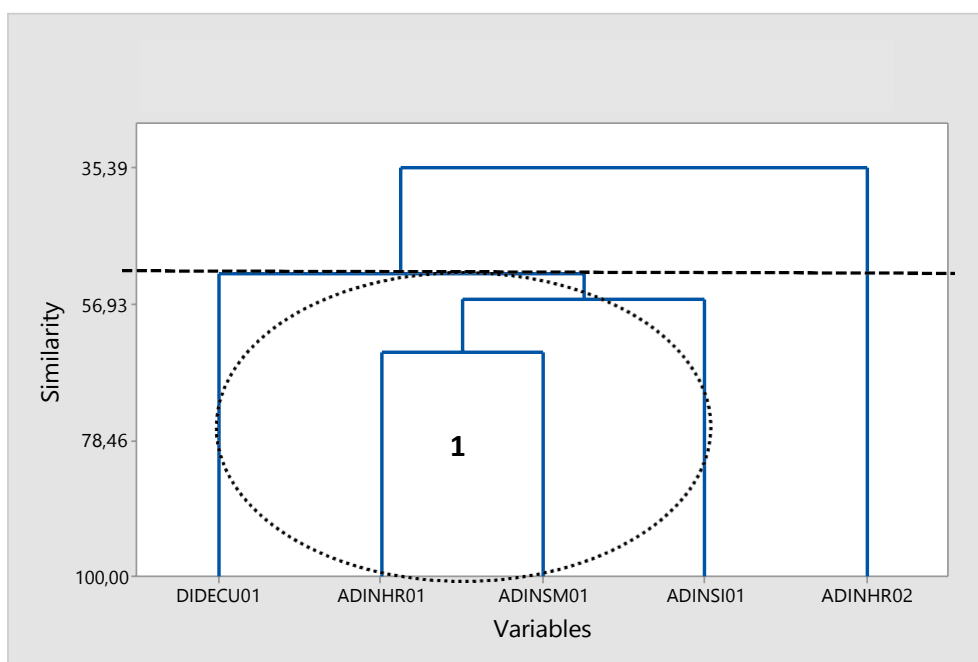 35,39
56,93
78,46
100,00
Similarity
1
DIDECU01 ADINHR01 ADINSM01 ADINSI01 ADINHR02
Variables